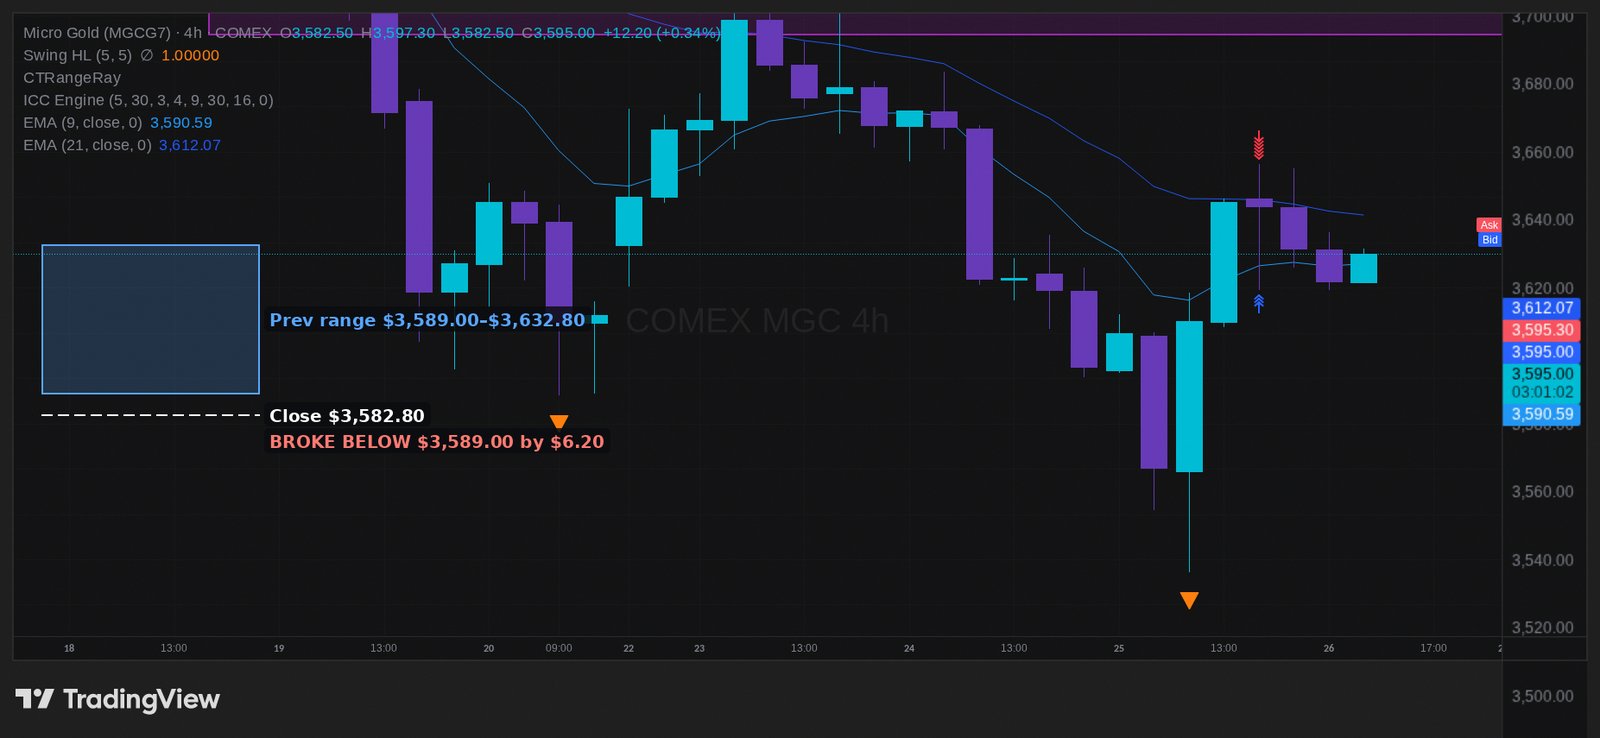 Micro Gold (MGCG7) · 4h COMEX O3,582.50 H3,597.30 L3,582.50 C3,595.00 +12.20 (+0.34%)
Swing HL (5, 5) ∅ 1.00000
CTRangeRay
ICC Engine (5, 30, 3, 4, 9, 30, 16, 0)
EMA (9, close, 0) 3,590.59
EMA (21, close, 0) 3,612.07
3,700.00
3,680.00
3,660.00
3,640.00
Ask
Bid
3,620.00
3,612.07
3,595.30
3,595.00
3,595.00
03:01:02
3,590.59
3,580.00
3,560.00
3,540.00
3,520.00
3,500.00
Prev range $3,589.00–$3,632.80
COMEX MGC 4h
Close $3,582.80
BROKE BELOW $3,589.00 by $6.20
18 13:00 19 13:00 20 09:00 22 23 13:00 24 13:00 25 13:00 26 17:00 2
TradingView